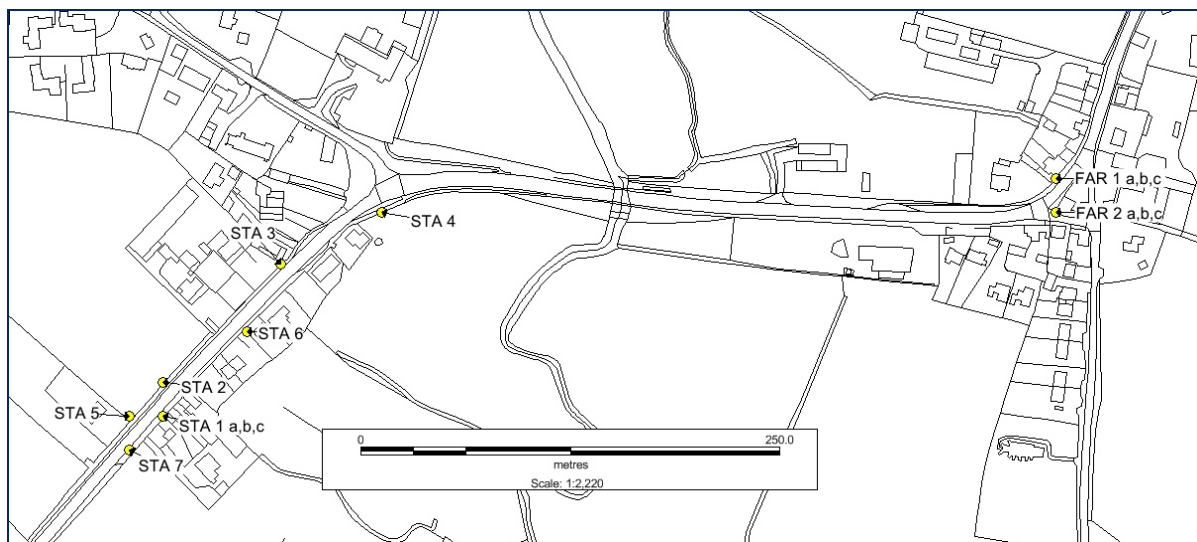 FAR 1 a,b,c
FAR 2 a,b,c
STA 4
STA 3
STA 6
STA 2
STA 5
STA 1 a,b,c
STA 7
0 250.0
metres
Scale: 1:2,220